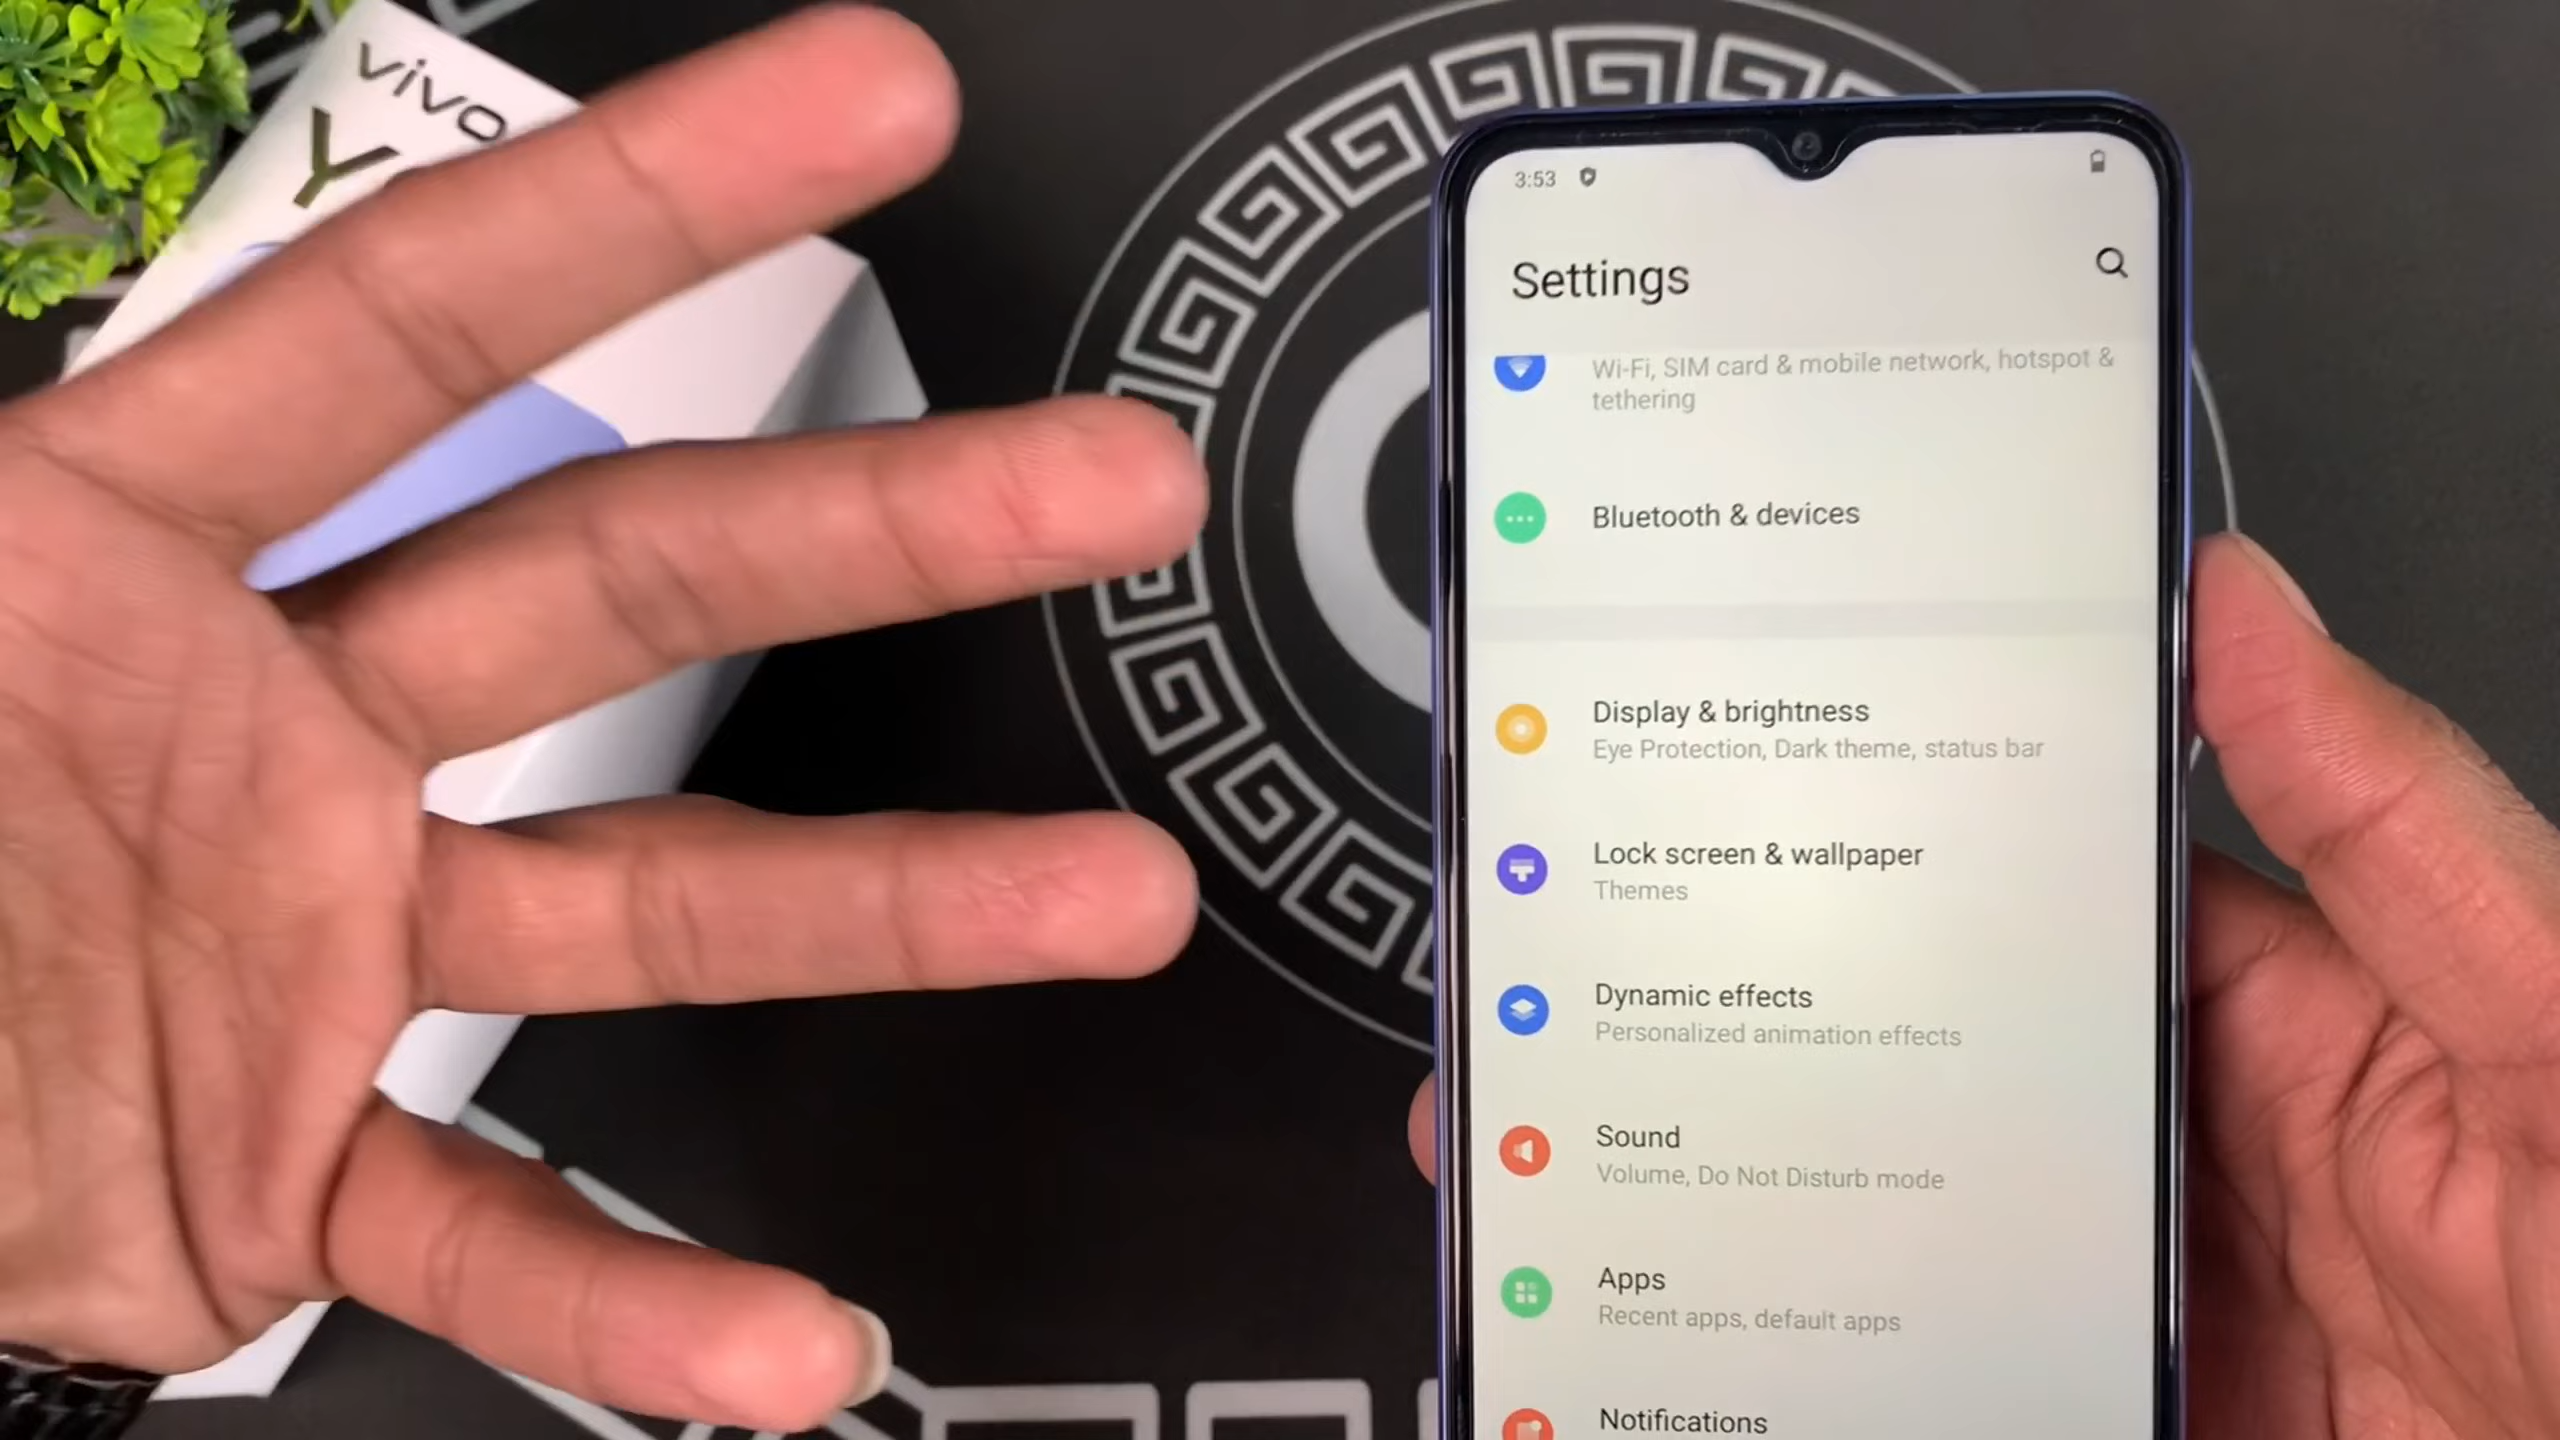 vivo
Y
3:53
Settings
Wi-Fi, SIM card & mobile network, hotspot &
tethering
Bluetooth & devices
Display & brightness
Eye Protection, Dark theme, status bar
Lock screen & wallpaper
Themes
Dynamic effects
Personalized animation effects
Sound
Volume, Do Not Disturb mode
Apps
Recent apps, default apps
Notifications